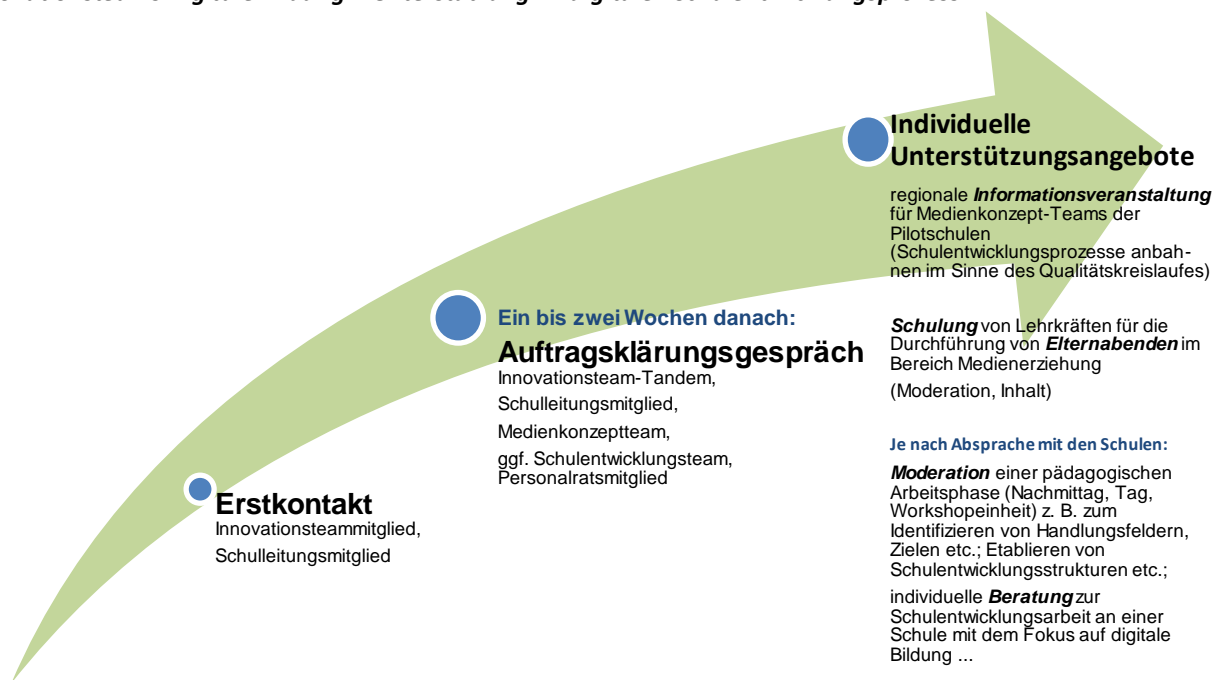 Individuelle
Unterstützungsangebote
regionale Informationsveranstaltung
für Medienkonzept-Teams der
Pilotschulen
(Schulentwicklungsprozesse anbah-
nen im Sinne des Qualitätskreislaufes)
Schulung von Lehrkräften für die
Durchführung von Elternabenden im
Bereich Medienerziehung
(Moderation, Inhalt)
Je nach Absprache mit den Schulen:
Moderation einer pädagogischen
Arbeitsphase (Nachmittag, Tag,
Workshopeinheit) z. B. zum
Identifizieren von Handlungsfeldern,
Zielen etc.; Etablieren von
Schulentwicklungsstrukturen etc.;
individuelle Beratung zur
Schulentwicklungsarbeit an einer
Schule mit dem Fokus auf digitale
Bildung ...
Ein bis zwei Wochen danach:
Auftragsklärungsgespräch
Innovationsteam-Tandem,
Schulleitungsmitglied,
Medienkonzeptteam,
ggf. Schulentwicklungsteam,
Personalratsmitglied
Erstkontakt
Innovationsteammitglied,
Schulleitungsmitglied